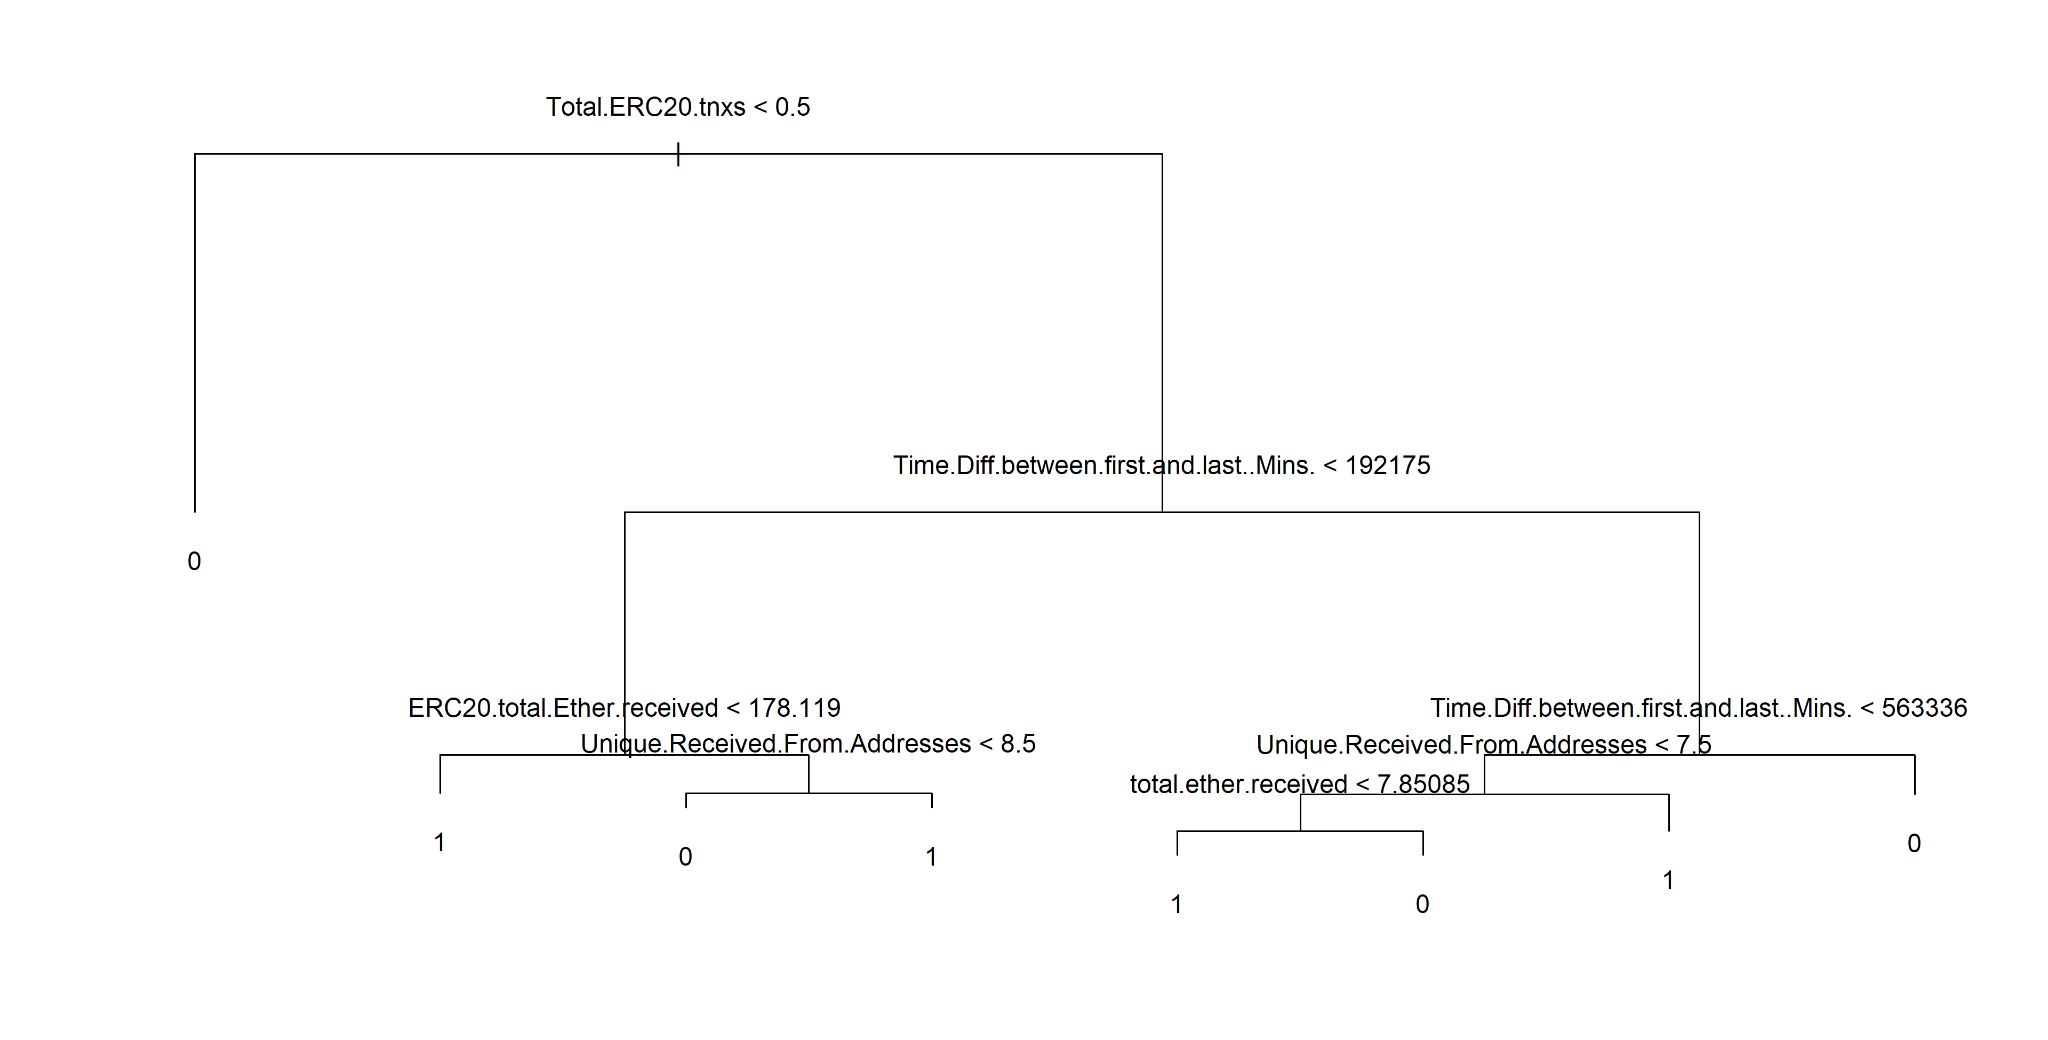 Total.ERC20.tnxs < 0.5
Time.Diff.between.first.and.last..Mins. < 192175
0
ERC20.total.Ether.received < 178.119
Time.Diff.between.first.and.last..Mins. < 563336
Unique.Received.From.Addresses < 8.5
Unique.Received.From.Addresses < 7.5
total.ether.received < 7.85085
1
0
0
1
1
1
0